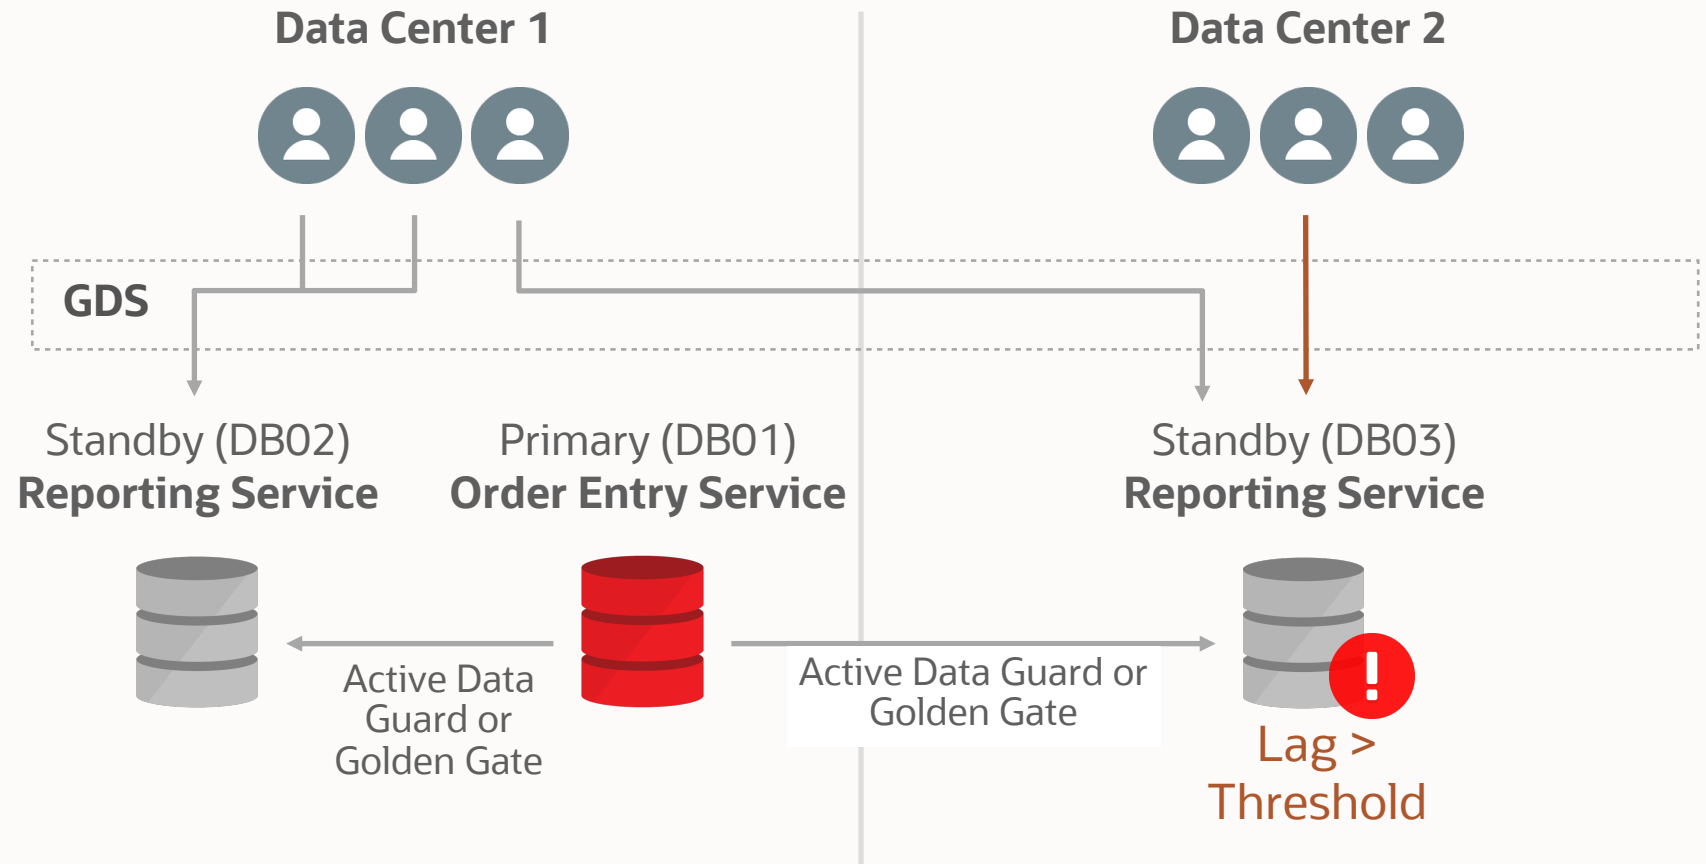 Data Center 1
Data Center 2
GDS
Standby (DB02)
Reporting Service
Primary (DB01)
Order Entry Service
Standby (DB03)
Reporting Service
Active Data
Guard or
Golden Gate
Active Data Guard or
Golden Gate
!
Lag >
Threshold